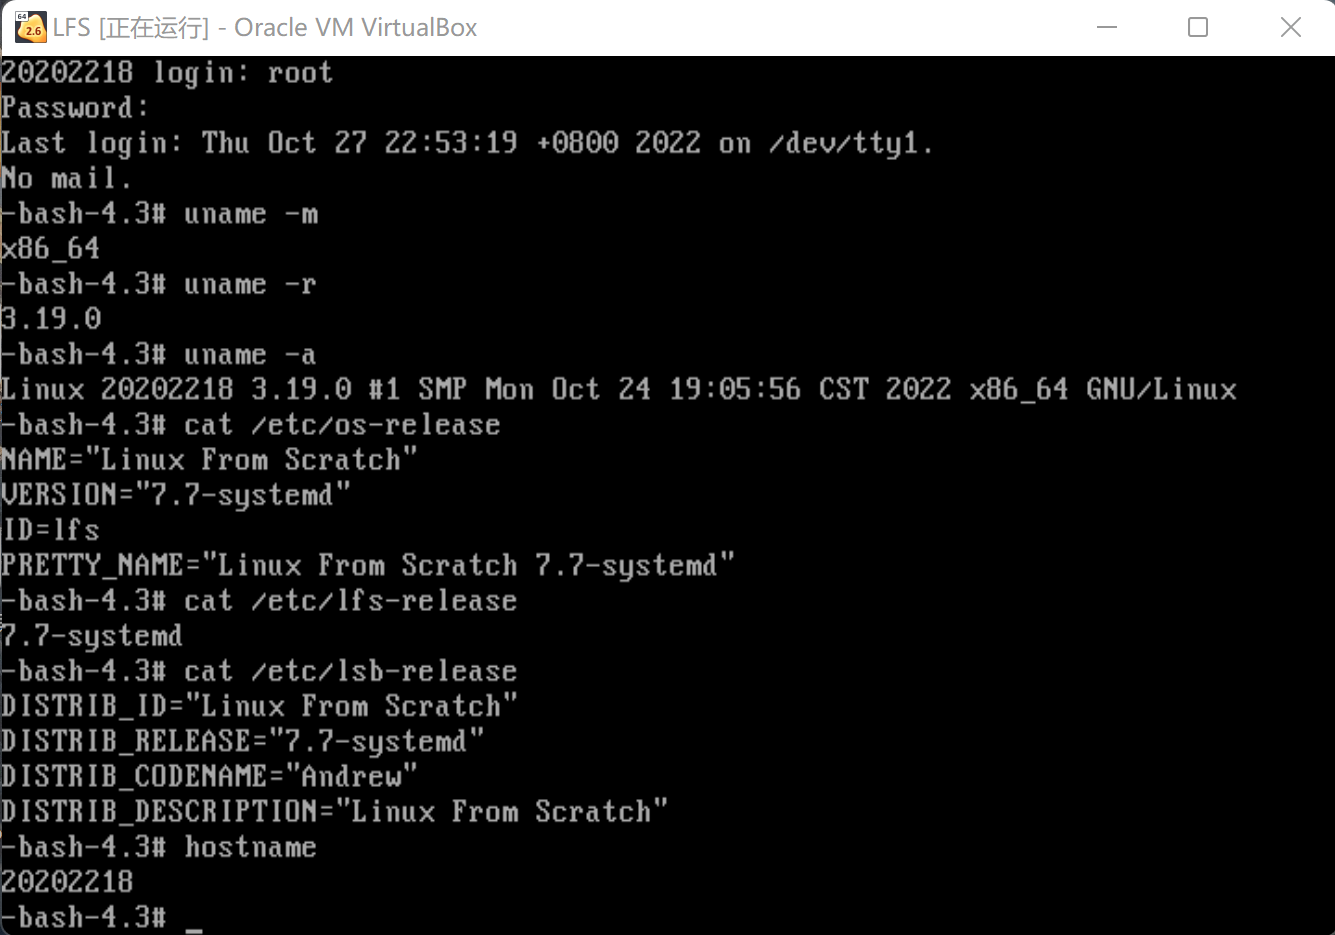 64
2.6
LFS [正在运行] - Oracle VM VirtualBox
20202218 login: root
Password:
Last login: Thu Oct 27 22:53:19 +0800 2022 on /dev/tty1.
No mail.
-bash-4.3# uname -m
x86_64
-bash-4.3# uname -r
3.19.0
-bash-4.3# uname -a
Linux 20202218 3.19.0 #1 SMP Mon Oct 24 19:05:56 CST 2022 x86_64 GNU/Linux
-bash-4.3# cat /etc/os-release
NAME="Linux From Scratch"
VERSION="7.7-systemd"
ID=lfs
PRETTY_NAME="Linux From Scratch 7.7-systemd"
-bash-4.3# cat /etc/lfs-release
7.7-systemd
-bash-4.3# cat /etc/lsb-release
DISTRIB_ID="Linux From Scratch"
DISTRIB_RELEASE="7.7-systemd"
DISTRIB_CODENAME="Andrew"
DISTRIB_DESCRIPTION="Linux From Scratch"
-bash-4.3# hostname
20202218
-bash-4.3# _